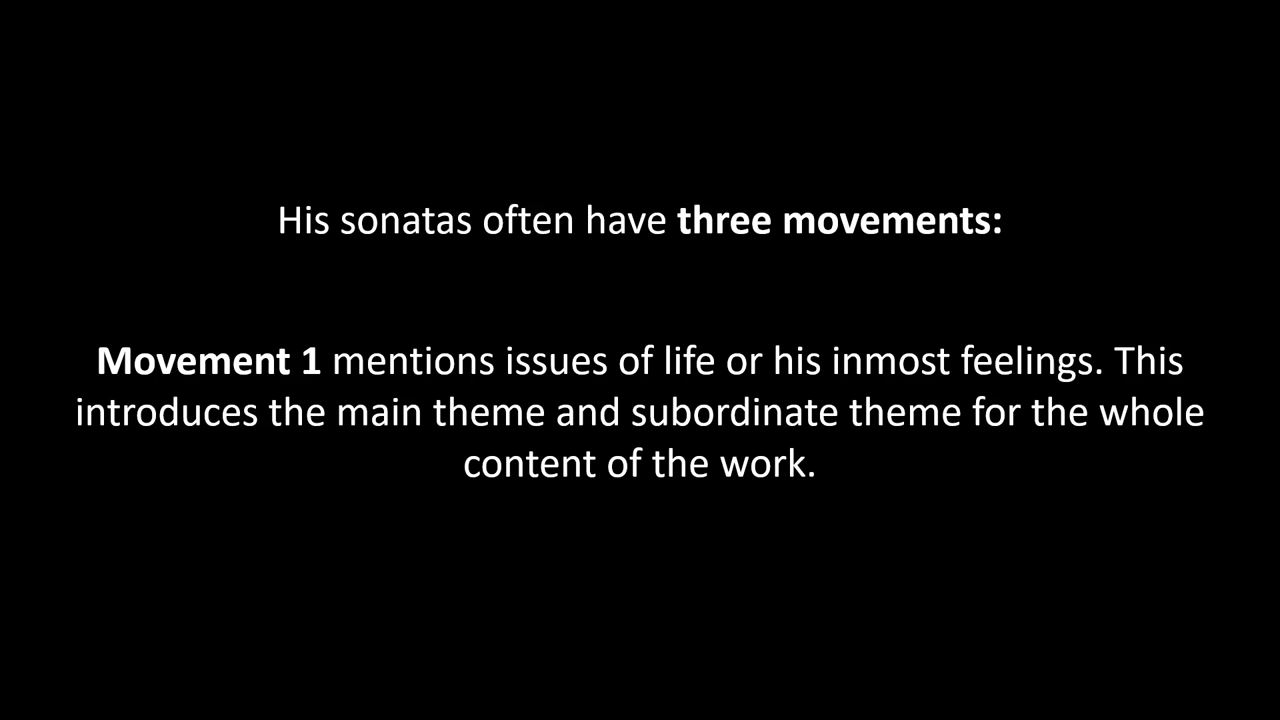 His sonatas often have three movements:
Movement 1 mentions issues of life or his inmost feelings. This
introduces the main theme and subordinate theme for the whole
content of the work.